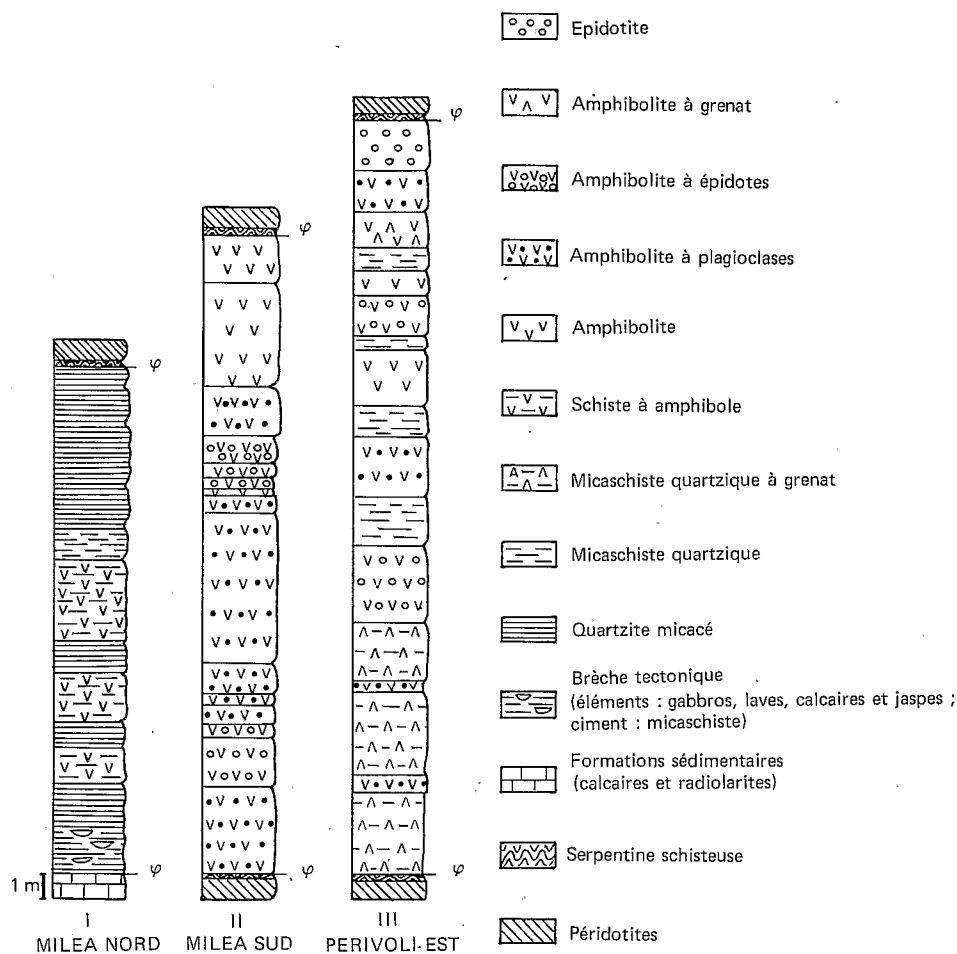 Epidotite
φ
Amphibolite à grenat
Amphibolite à épidotes
φ
Amphibolite à plagioclases
Amphibolite
φ
Schiste à amphibole
Micaschiste quartzique à grenat
Micaschiste quartzique
Quartzite micacé
Brèche tectonique
(éléments : gabbros, laves, calcaires et jaspes ;
ciment : micaschiste)
Formations sédimentaires
(calcaires et radiolarites)
Serpentine schisteuse
Péridotites
φ
φ
φ
1 m
I
MILEA NORD
II
MILEA SUD
III
PERIVOLI-EST